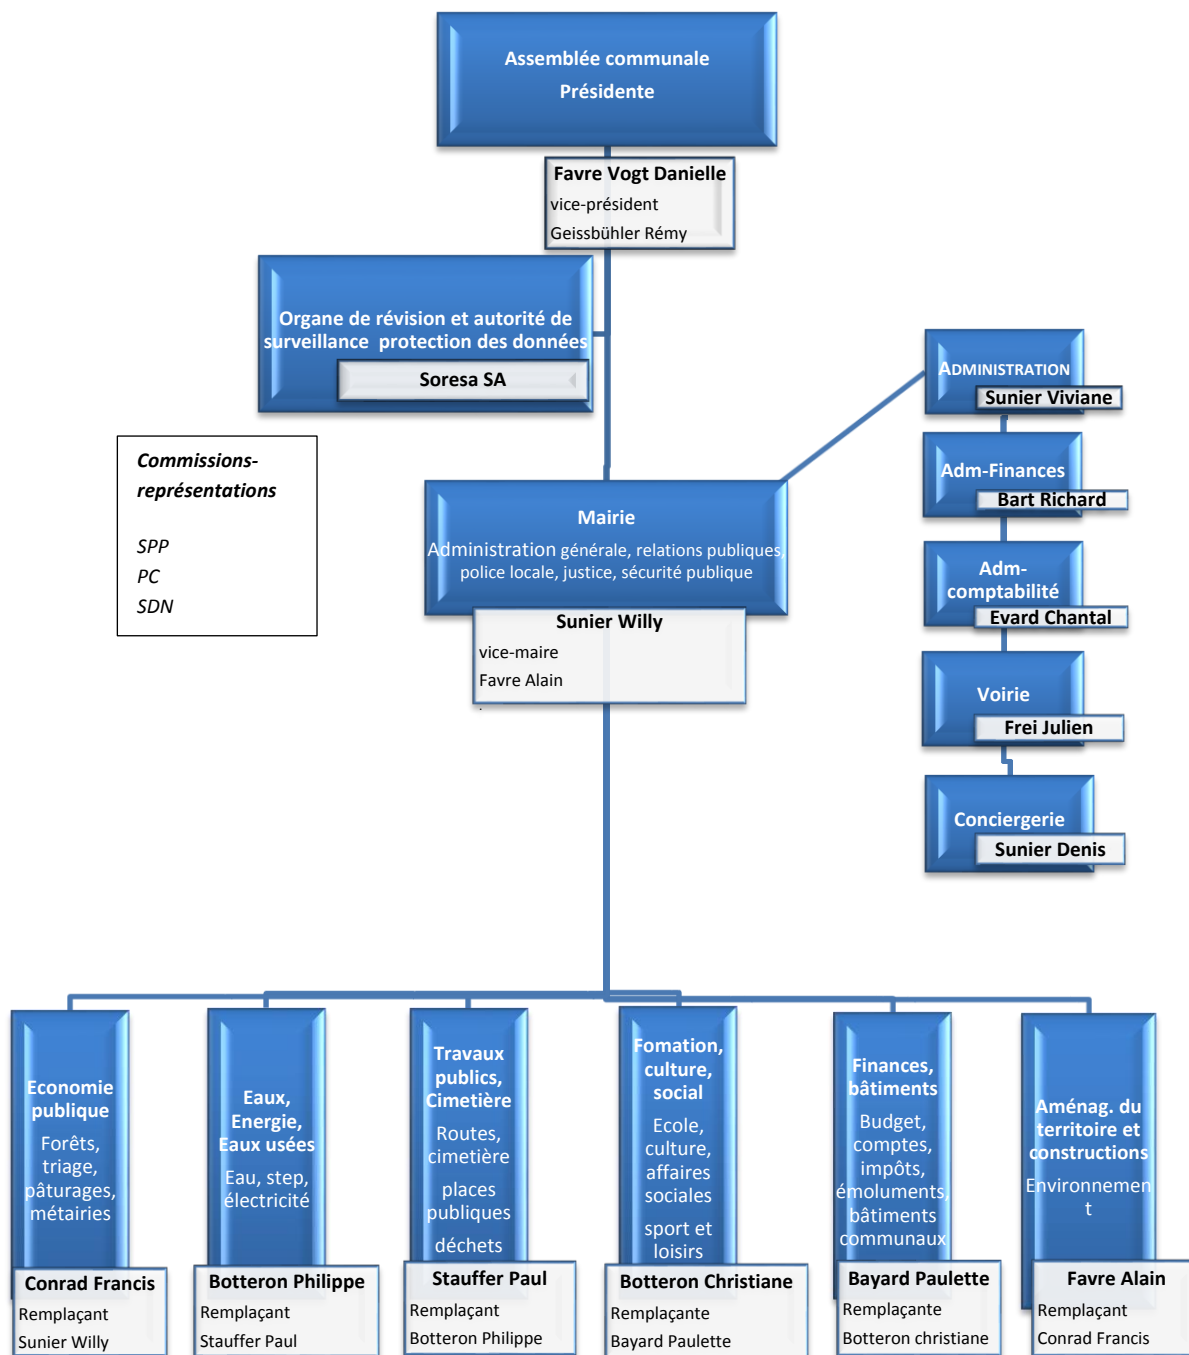 Assemblée communale
Présidente
Favre Vogt Danielle
vice-président
Geissbühler Rémy
Organe de révision et autorité de
surveillance protection des données
Soresa SA
Commissions-
représentations
SPP
PC
SDN
Mairie
Administration générale, relations publiques,
police locale, justice, sécurité publique
Sunier Willy
vice-maire
Favre Alain
.
ADMINISTRATION
Sunier Viviane
Adm-Finances
Bart Richard
Adm-
comptabilité
Evard Chantal
Voirie
Frei Julien
Conciergerie
Sunier Denis
Economie
publique
Forêts,
triage,
pâturages,
métairies
Conrad Francis
Remplaçant
Sunier Willy
Eaux,
Energie,
Eaux usées
Eau, step,
électricité
Botteron Philippe
Remplaçant
Stauffer Paul
Travaux
publics,
Cimetière
Routes,
cimetière
places
publiques
déchets
Stauffer Paul
Remplaçant
Botteron Philippe
Fomation,
culture,
social
Ecole,
culture,
affaires
sociales
sport et
loisirs
Botteron Christiane
Remplaçante
Bayard Paulette
Finances,
bâtiments
Budget,
comptes,
impôts,
émoluments,
bâtiments
communaux
Bayard Paulette
Remplaçante
Botteron christiane
Aménag. du
territoire et
constructions
Environnemen
t
Favre Alain
Remplaçant
Conrad Francis